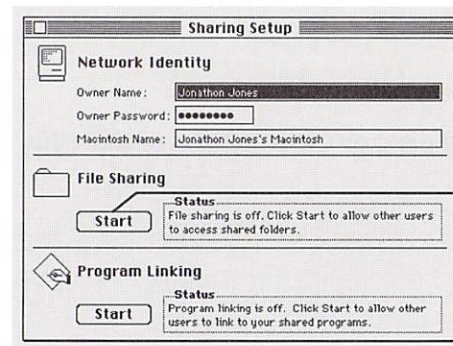 Sharing Setup
Network Identity
Owner Name:
Jonathon Jones
Owner Password:
●●●●●●●●
Macintosh Name:
Jonathon Jones's Macintosh
File Sharing
Start
Status
File sharing is off. Click Start to allow other users
to access shared folders.
Program Linking
Start
Status
Program linking is off. Click Start to allow other
users to link to your shared programs.